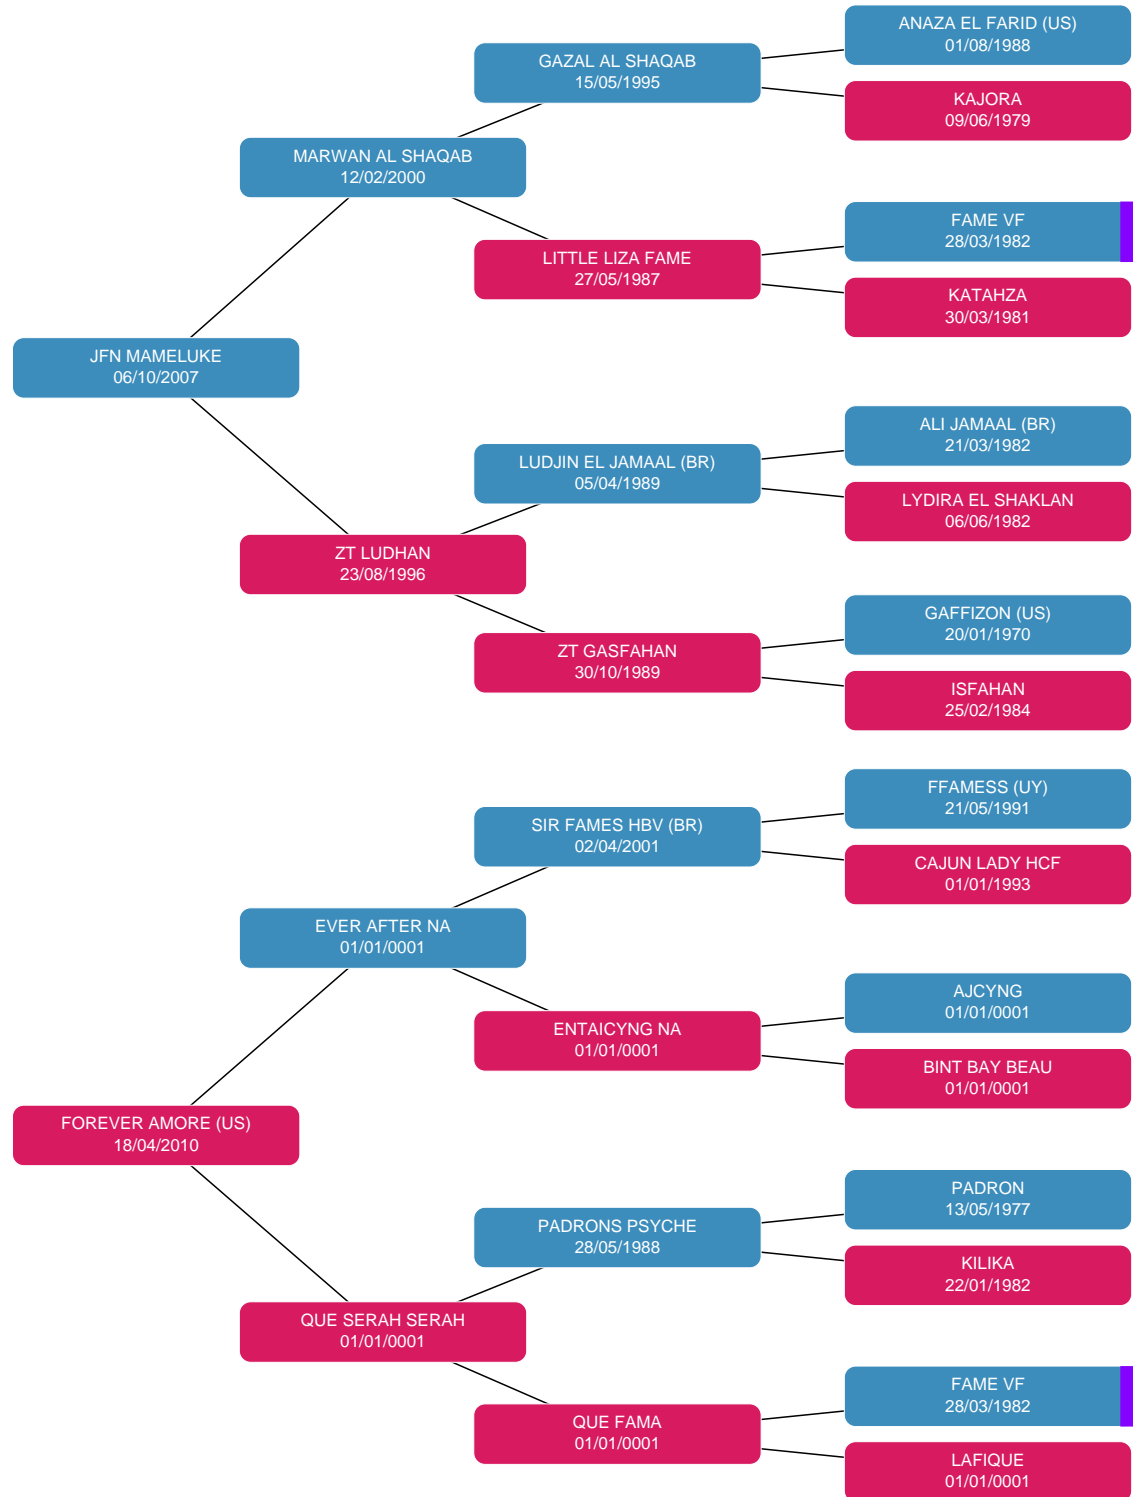 ANAZA EL FARID (US)
01/08/1988
GAZAL AL SHAQAB
15/05/1995
KAJORA
09/06/1979
MARWAN AL SHAQAB
12/02/2000
FAME VF
28/03/1982
LITTLE LIZA FAME
27/05/1987
KATAHZA
30/03/1981
JFN MAMELUKE
06/10/2007
ALI JAMAAL (BR)
21/03/1982
LUDJIN EL JAMAAL (BR)
05/04/1989
LYDIRA EL SHAKLAN
06/06/1982
ZT LUDHAN
23/08/1996
GAFFIZON (US)
20/01/1970
ZT GASFAHAN
30/10/1989
ISFAHAN
25/02/1984
FFAMESS (UY)
21/05/1991
SIR FAMES HBV (BR)
02/04/2001
CAJUN LADY HCF
01/01/1993
EVER AFTER NA
01/01/0001
AJCYNG
01/01/0001
ENTAICYNG NA
01/01/0001
BINT BAY BEAU
01/01/0001
FOREVER AMORE (US)
18/04/2010
PADRON
13/05/1977
PADRONS PSYCHE
28/05/1988
KILIKA
22/01/1982
QUE SERAH SERAH
01/01/0001
FAME VF
28/03/1982
QUE FAMA
01/01/0001
LAFIQUE
01/01/0001